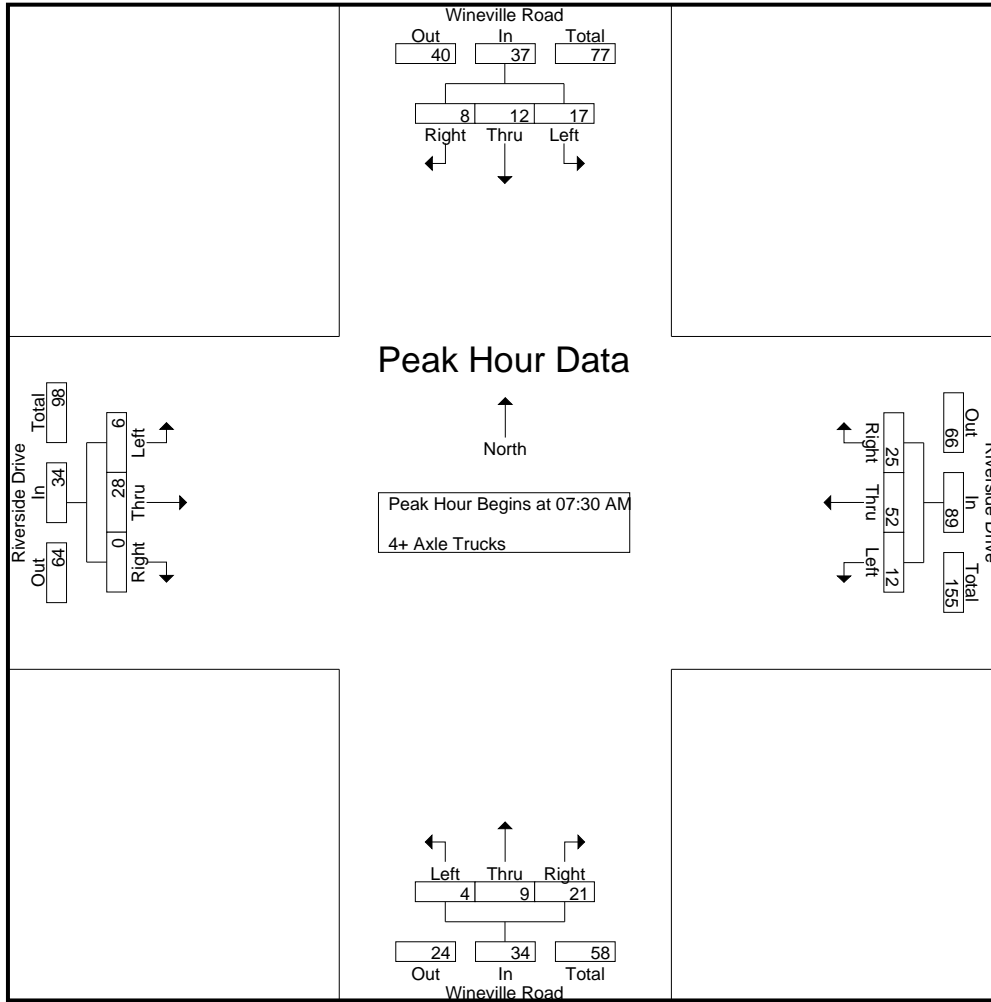 Wineville Road
Out In Total
40 37 77
8 12 17
Right Thru Left
Peak Hour Data
North
Peak Hour Begins at 07:30 AM
4+ Axle Trucks
Riverside Drive
Total In Out
98 34 64
6 28 0
Left Thru Right
Right Thru Left
25 52 12
66 89 155
Out In Total
Riverside Drive
Left Thru Right
4 9 21
24 34 58
Out In Total
Wineville Road